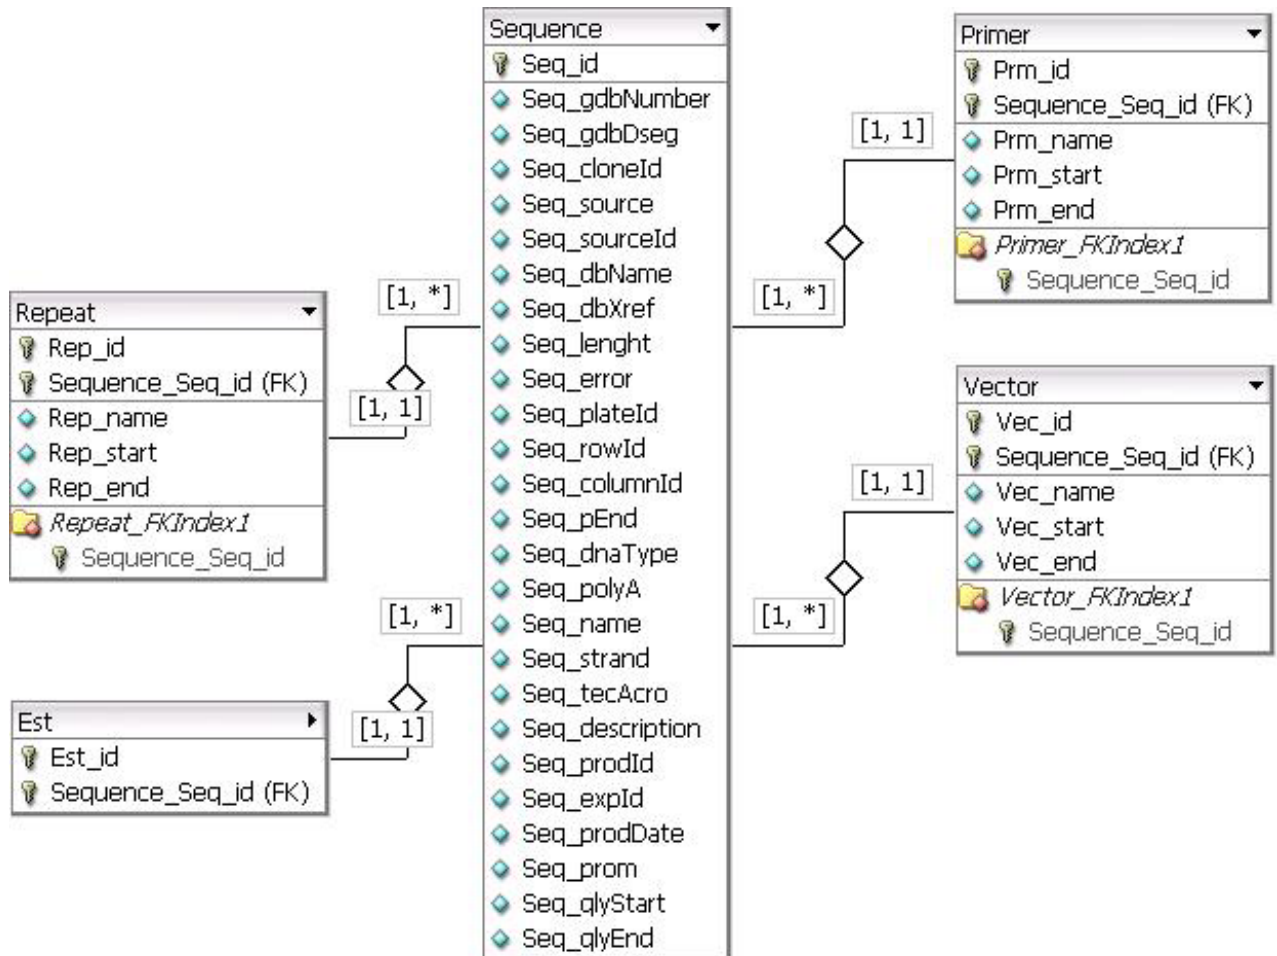 Sequence
Seq_id
Seq_gdbNumber
Seq_gdbDseg
Seq_cloneId
Seq_source
Seq_sourceId
Seq_dbName
Seq_dbXref
Seq_lenght
Seq_error
Seq_plateId
Seq_rowId
Seq_columnId
Seq_pEnd
Seq_dnaType
Seq_polyA
Seq_name
Seq_strand
Seq_tecAcro
Seq_description
Seq_prodId
Seq_expId
Seq_prodDate
Seq_prom
Seq_qlyStart
Seq_qlyEnd
Primer
Prm_id
Sequence_Seq_id (FK)
Prm_name
Prm_start
Prm_end
Primer_FKIndex1
Sequence_Seq_id
[1, 1]
[1, *]
Repeat
Rep_id
Sequence_Seq_id (FK)
Rep_name
Rep_start
Rep_end
Repeat_FKIndex1
Sequence_Seq_id
[1, *]
[1, 1]
Vector
Vec_id
Sequence_Seq_id (FK)
Vec_name
Vec_start
Vec_end
Vector_FKIndex1
Sequence_Seq_id
[1, 1]
[1, *]
Est
Est_id
Sequence_Seq_id (FK)
[1, *]
[1, 1]